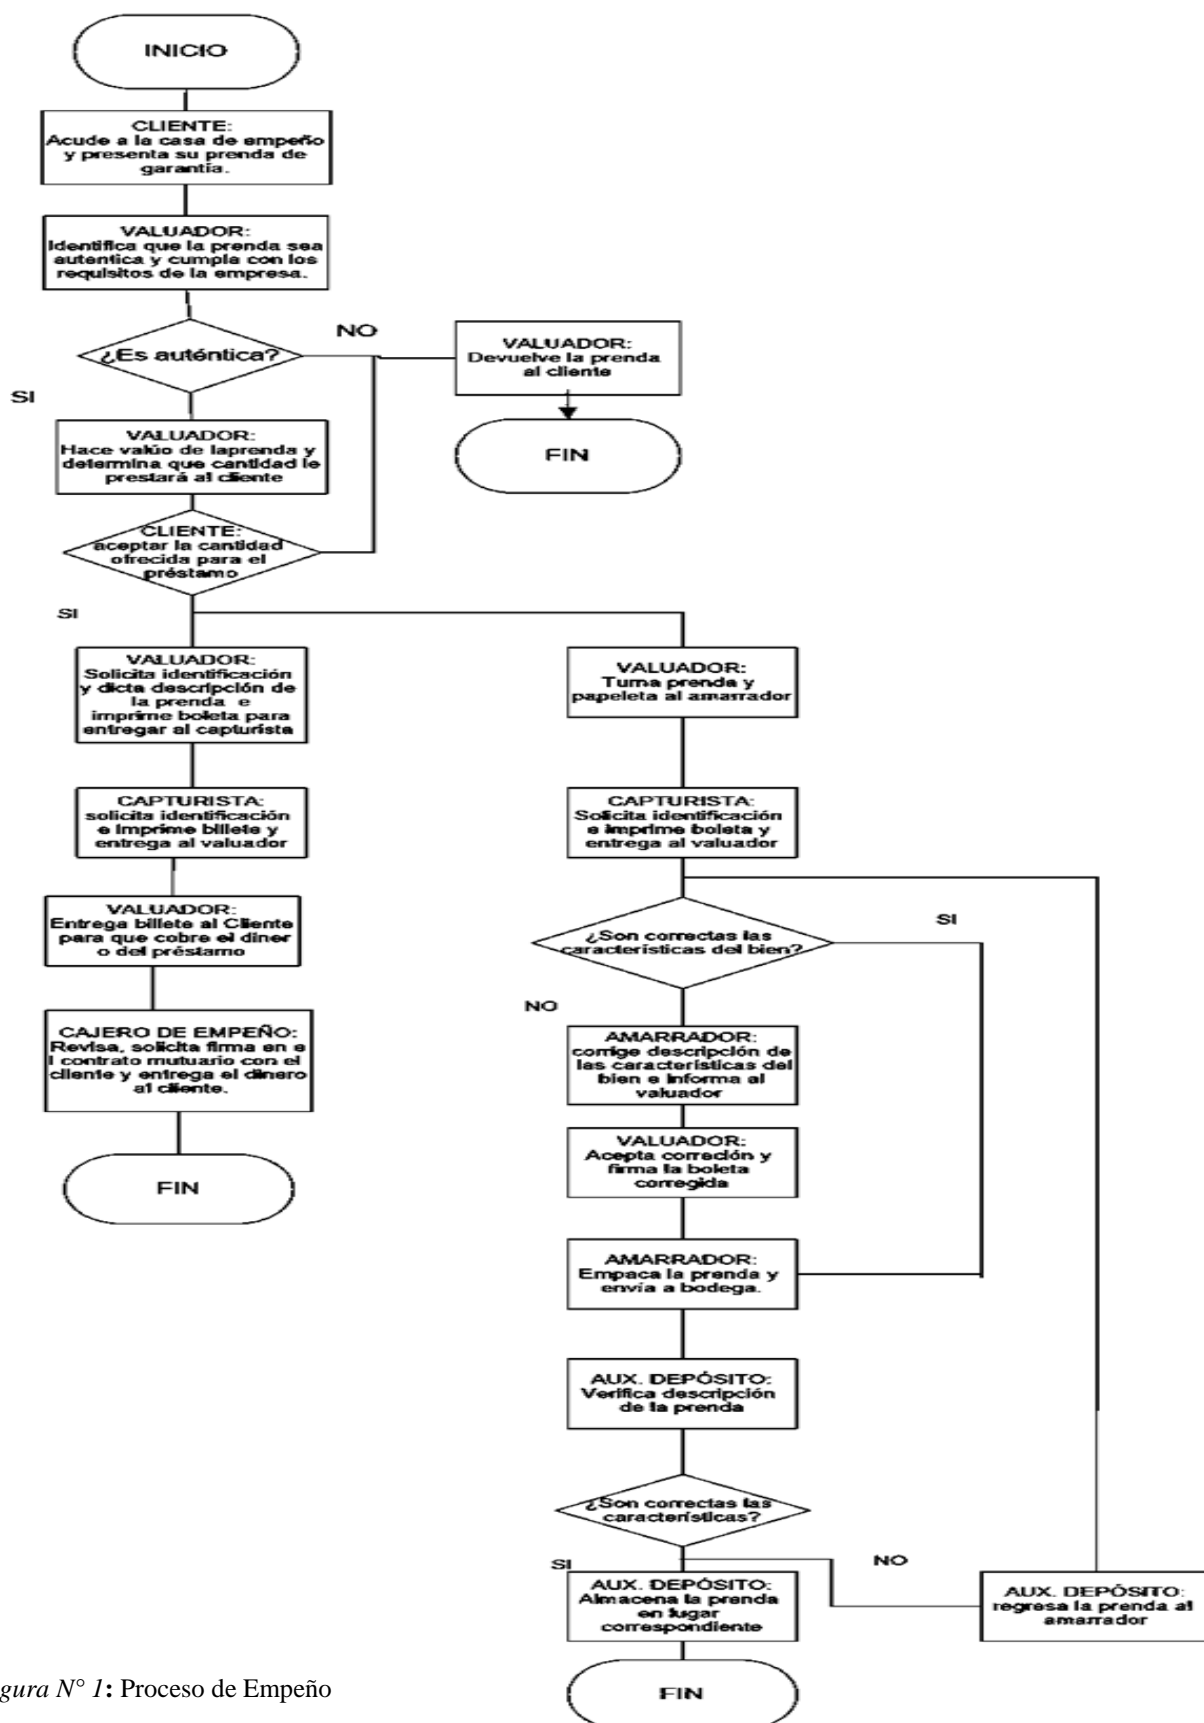 INICIO
CLIENTE:
Acude a la casa de empeño
y presenta su prenda de
garantía.
VALUADOR:
Identifica que la prenda sea
autentica y cumpla con los
requisitos de la empresa.
¿Es auténtica?
NO
VALUADOR:
Devuelve la prenda
al cliente
FIN
SI
VALUADOR:
Hace valúo de laprenda y
determina que cantidad le
prestará al cliente
CLIENTE:
aceptar la cantidad
ofrecida para el
préstamo
SI
VALUADOR:
Solicita identificación
y dicta descripción de
la prenda e
imprime boleta para
entregar al capturista
CAPTURISTA:
solicita identificación
e imprime billete y
entrega al valuador
VALUADOR:
Entrega billete al Cliente
para que cobre el diner
o del préstamo
CAJERO DE EMPEÑO:
Revisa, solicita firma en e
l contrato mutuario con el
cliente y entrega el dinero
al cliente.
FIN
VALUADOR:
Turna prenda y
papeleta al amarrador
CAPTURISTA:
Solicita identificación
e imprime boleta y
entrega al valuador
¿Son correctas las
características del bien?
SI
NO
AMARRADOR:
corrige descripción de
las características del
bien e informa al
valuador
VALUADOR:
Acepta correción y
firma la boleta
corregida
AMARRADOR:
Empaca la prenda y
envía a bodega.
AUX. DEPÓSITO:
Verifica descripción
de la prenda
¿Son correctas las
características?
SI
NO
AUX. DEPÓSITO:
Almacena la prenda
en lugar
correspondiente
AUX. DEPÓSITO:
regresa la prenda al
amarrador
FIN
gura N° 1: Proceso de Empeño